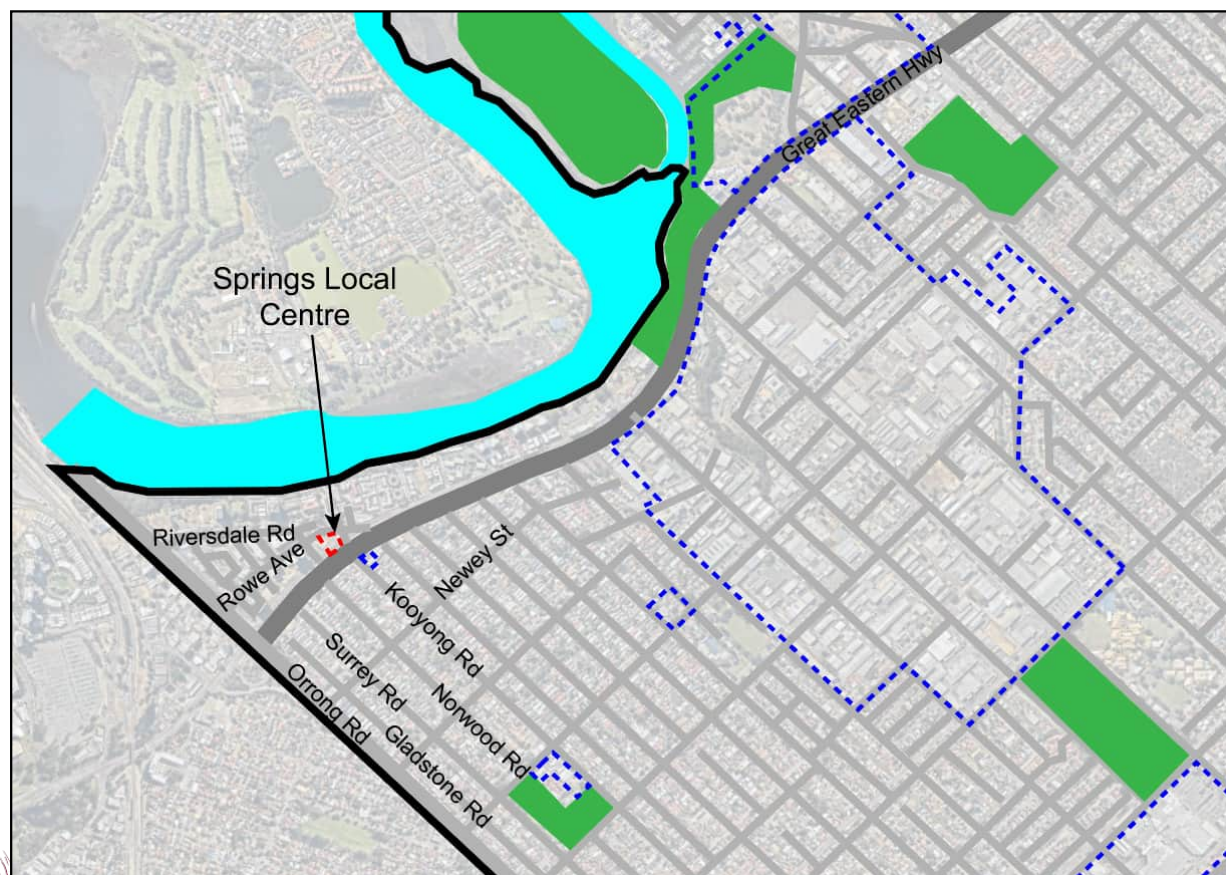 Great Eastern Hwy
Springs Local
Centre
Riversdale Rd
Rowe Ave
Newey St
Kooyong Rd
Surrey Rd
Norwood Rd
Orrong Rd
Gladstone Rd